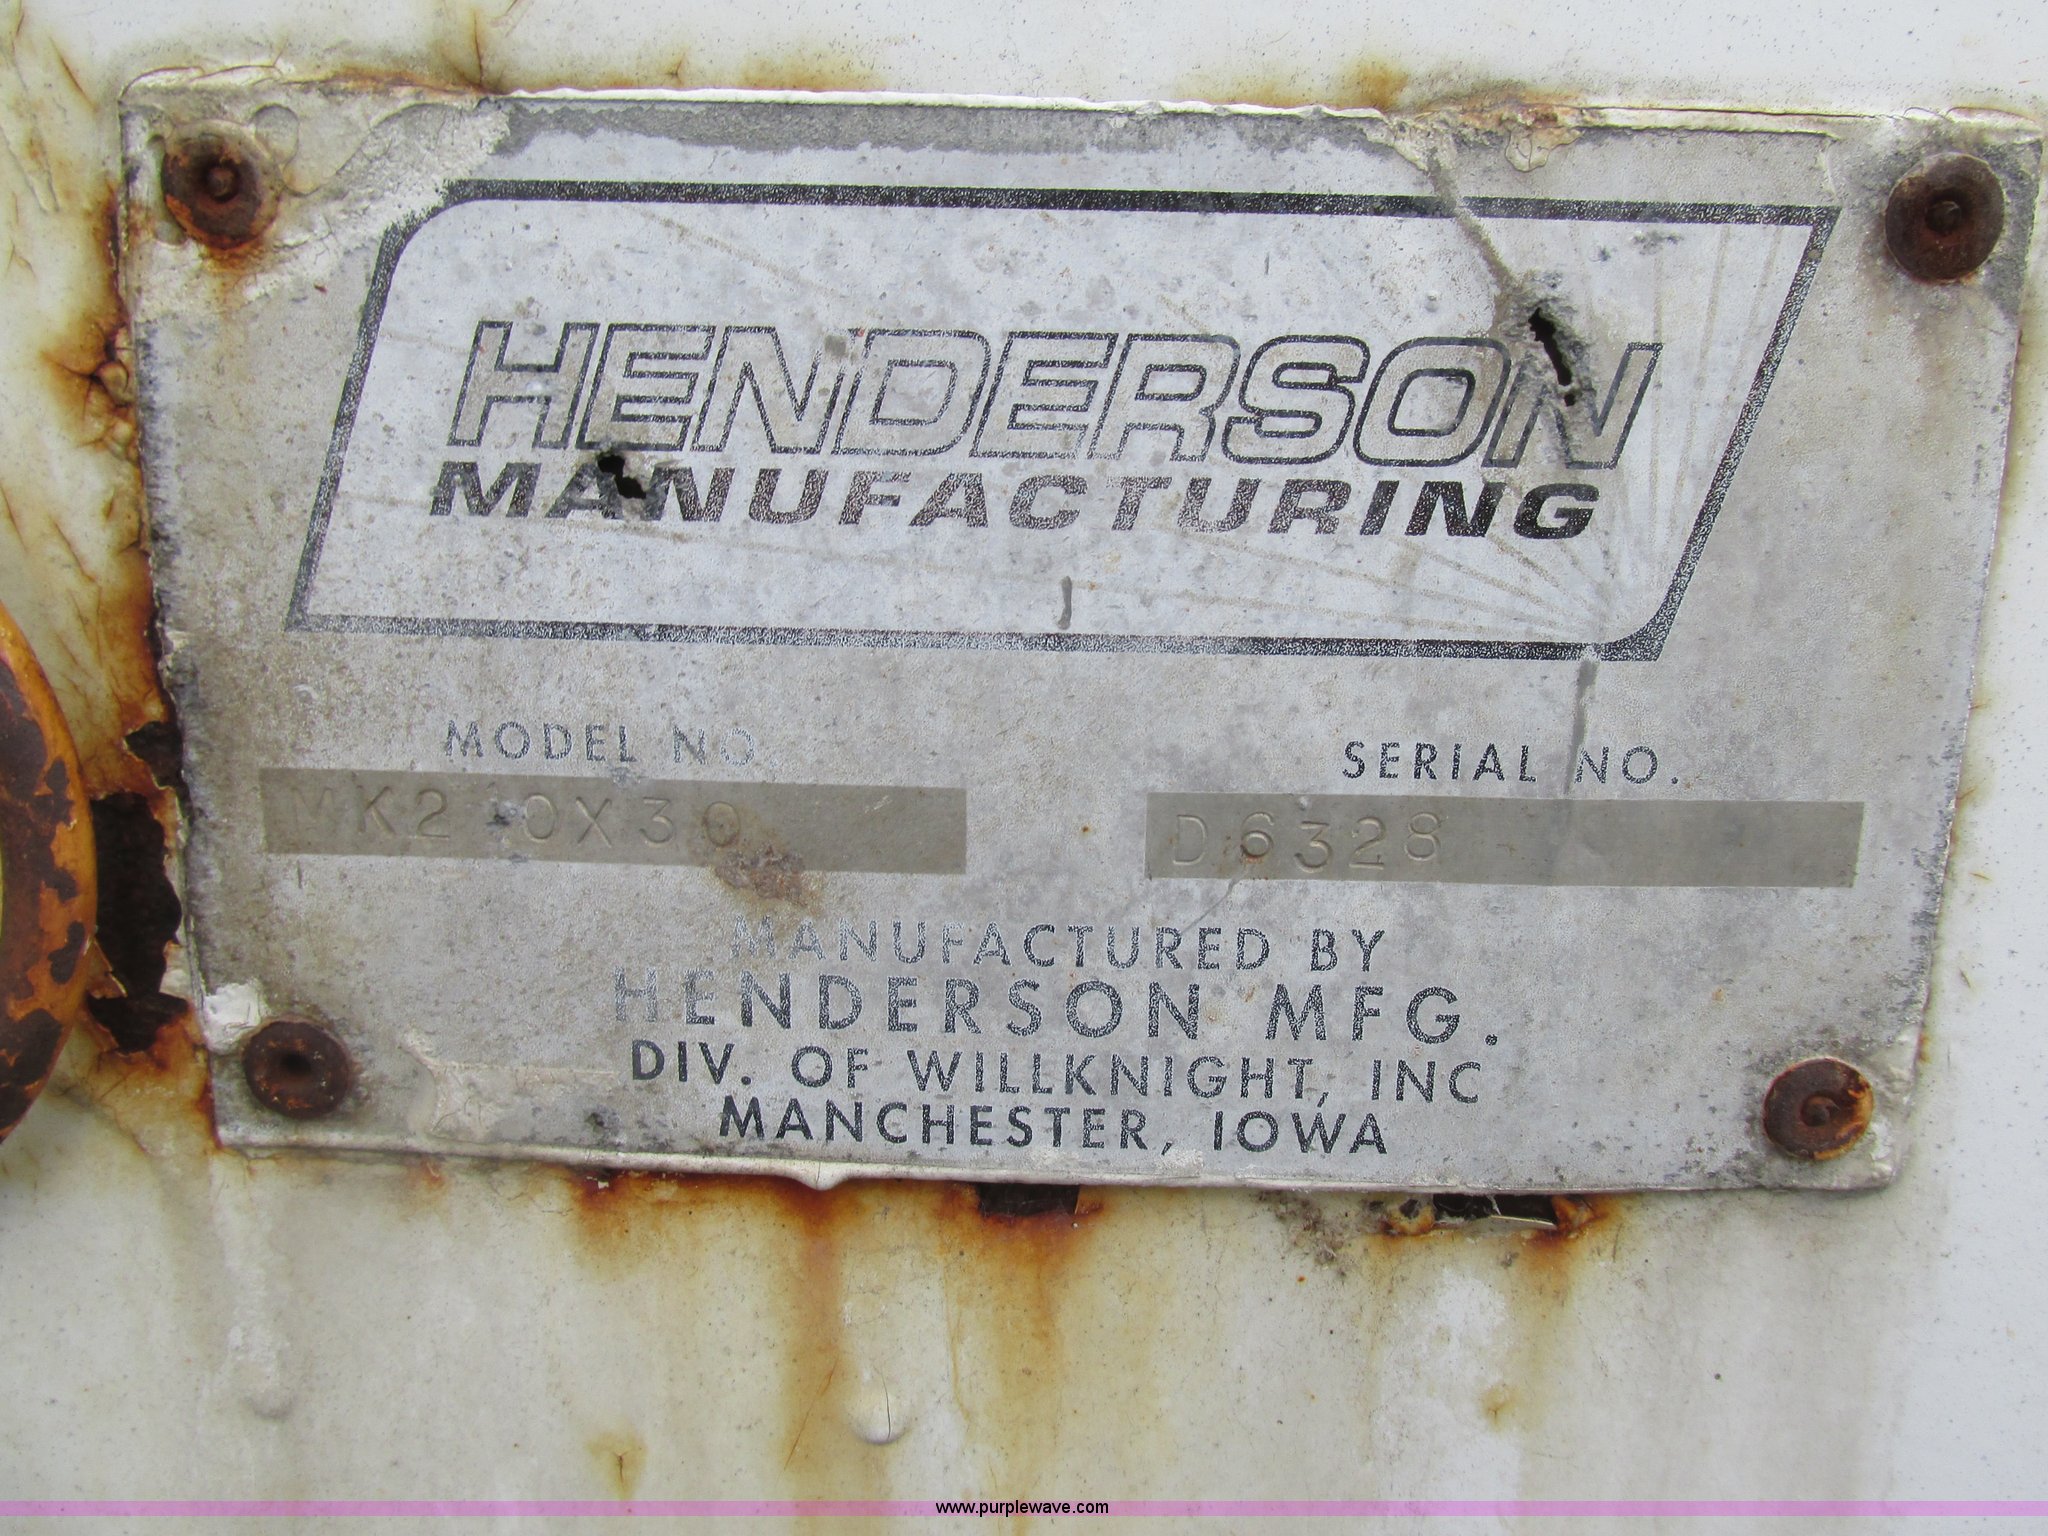 HENDERSON
MANUFACTURING
MODEL NO.
SERIAL NO.
D6328
MANUFACTURED BY
HENDERSON MFG.
DIV. OF WILLKNIGHT, INC
MANCHESTER, IOWA
www.purplewave.com